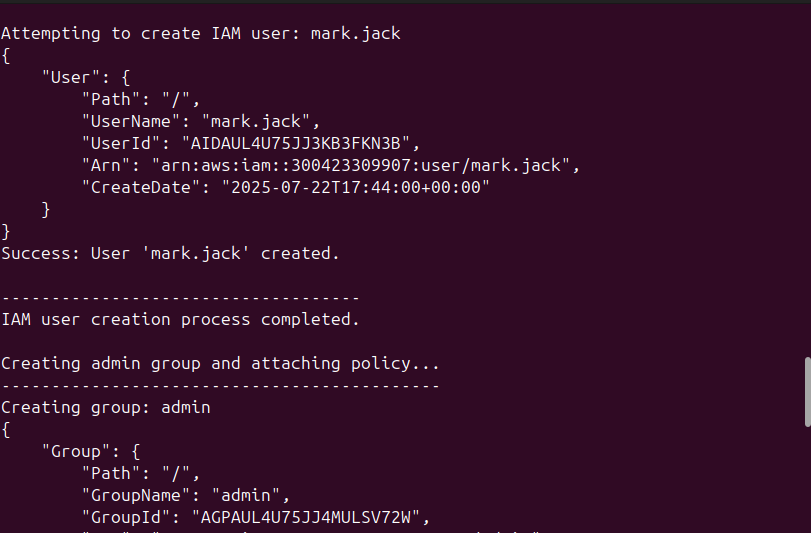 Attempting to create IAM user: mark.jack
{
    "User": {
        "Path": "/",
        "UserName": "mark.jack",
        "UserId": "AIDAUL4U75JJ3KB3FKN3B",
        "Arn": "arn:aws:iam::300423309907:user/mark.jack",
        "CreateDate": "2025-07-22T17:44:00+00:00"
    }
}
Success: User 'mark.jack' created.
------------------------------------
IAM user creation process completed.
Creating admin group and attaching policy...
--------------------------------------------
Creating group: admin
{
    "Group": {
        "Path": "/",
        "GroupName": "admin",
        "GroupId": "AGPAUL4U75JJ4MULSV72W",